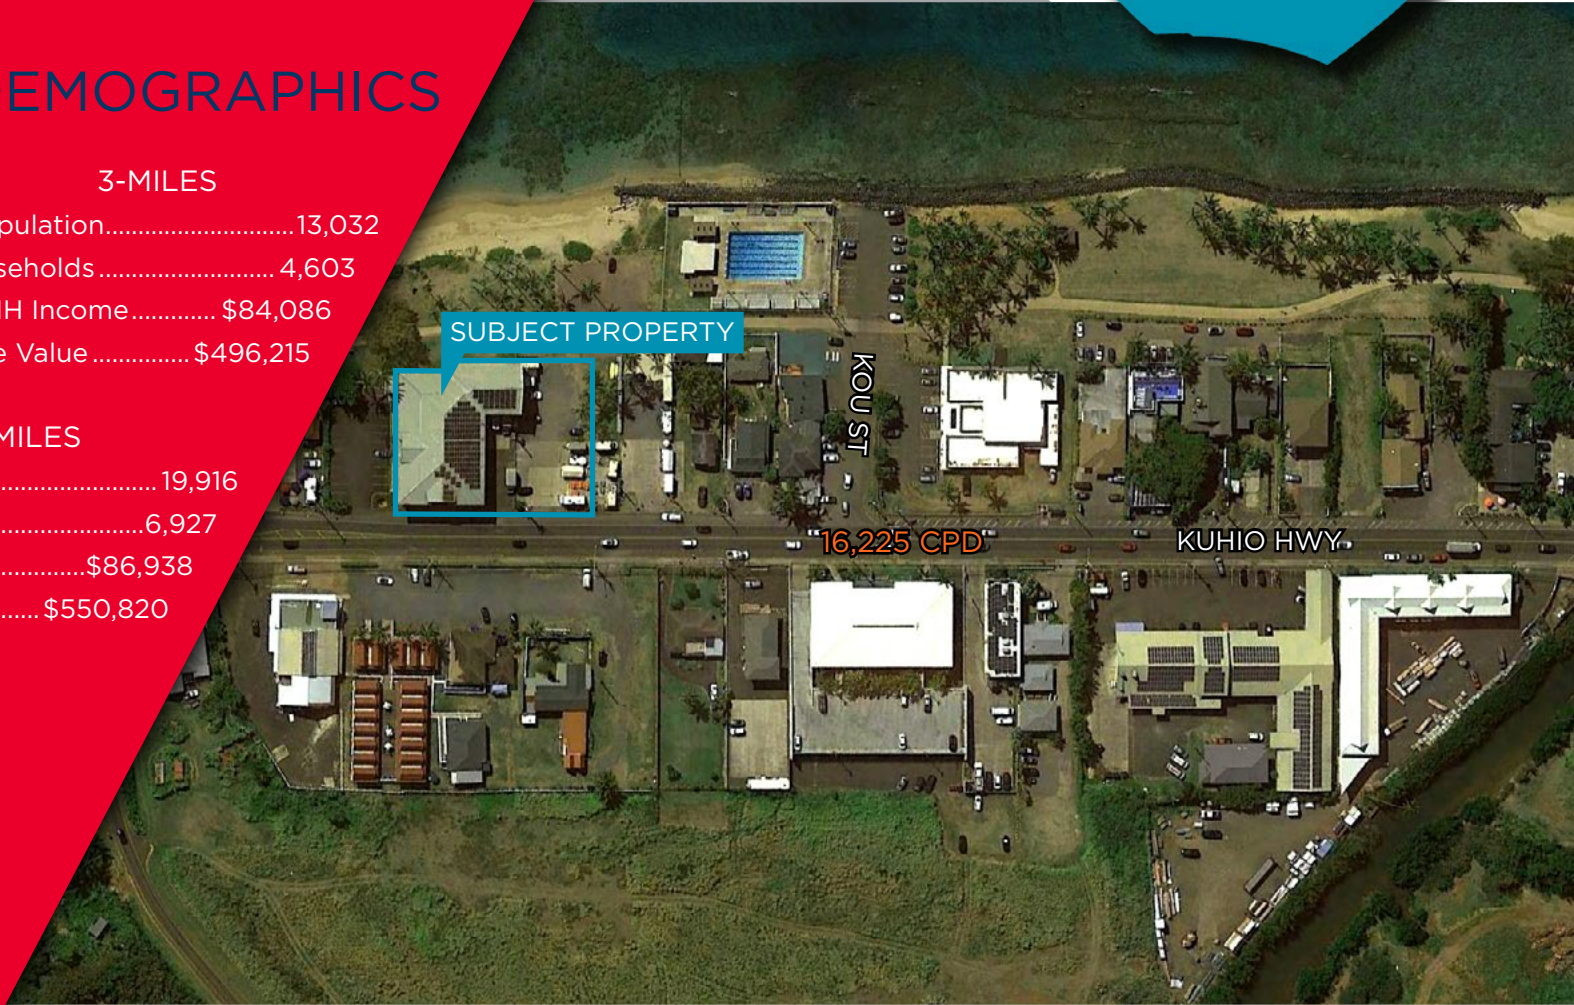 EMOGRAPHICS
3-MILES
pulation............................13,032
seholds.......................... 4,603
HH Income............. $84,086
e Value............... $496,215
MILES
........................ 19,916
......................6,927
.............$86,938
...... $550,820
SUBJECT PROPERTY
KOU ST
16,225 CPD
KUHIO HWY